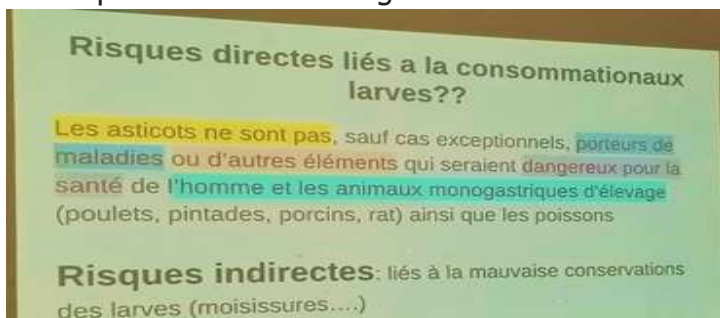 Risques directes liés a la consommationaux
larves??
Les asticots ne sont pas, sauf cas exceptionnels, porteurs de
maladies ou d'autres éléments qui seraient dangereux pour la
santé de l'homme et les animaux monogastriques d'élevage
(poulets, pintades, porcins, rat) ainsi que les poissons
Risques indirectes: liés à la mauvaise conservations
des larves (moisissures....)